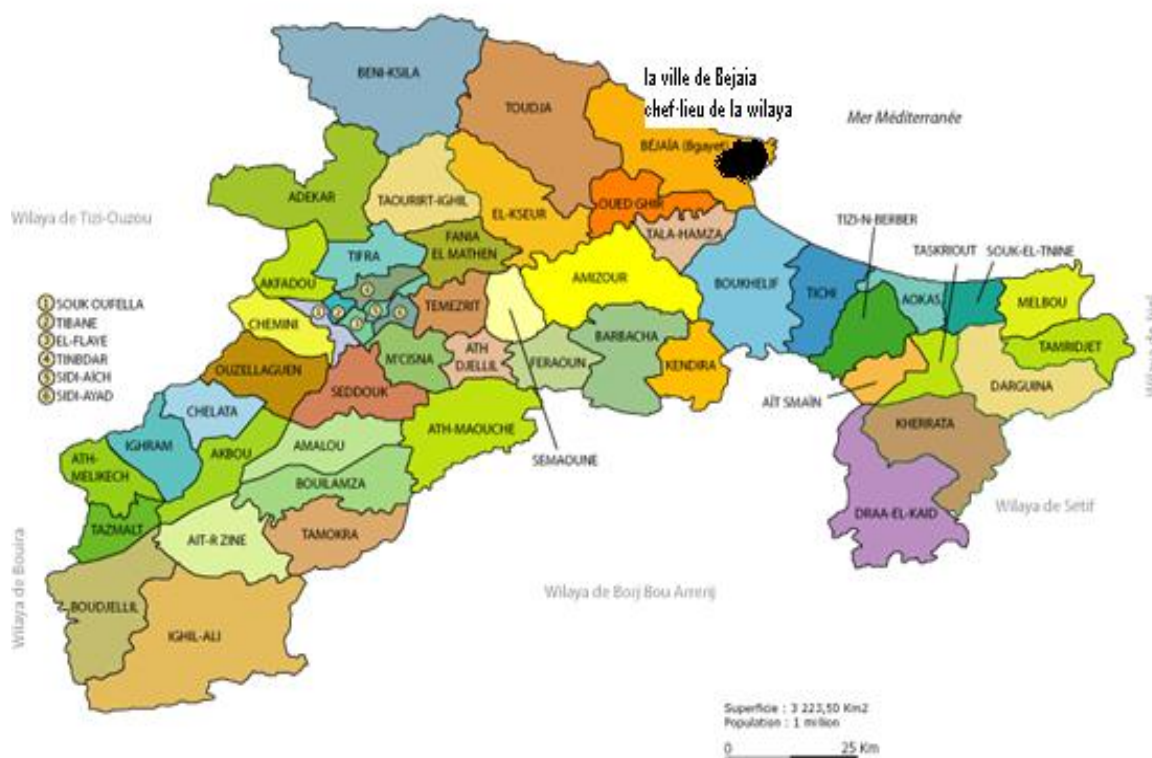 la ville de Bejaia
chef-lieu de la wilaya
Mer Méditerranée
BENI-KSILA
TOUDJA
BEJAÏA (Bgayet)
ADEKAR
TAOURIRT-IGHIL
EL-KSEUR
OUED GHIR
TALA-HAMZA
TIZI-N-BERBER
TASKRIOUT
SOUK-EL-TNINE
Wilaya de Tizi-Ouzou
TIFRA
FANIA
EL MATHEN
AKFADOU
AMIZOUR
BOUKHELIF
TICHI
AOKAS
MELBOU
1 SOUK OUFELLA
2 TIBANE
3 EL-FLAYE
4 TINBDAR
5 SIDI-AÏCH
6 SIDI-AYAD
CHEMINI
TEMEZRIT
BARBACHA
TAMRIDJET
M'CISNA
ATH
DJELLIL
FERAOUN
KENDIRA
OUZELLAGUEN
SEDDOUK
DARGUINA
AÏT SMAÏN
CHELATA
KHERRATA
IGHRAM
AKBOU
AMALOU
ATH-MAOUCHE
SEMAOUNE
ATH-
MELIKECH
BOUILAMZA
TAZMALT
AIT-R ZINE
TAMOKRA
DRAA-EL-KAID
Wilaya de Sétif
Wilaya de Bouira
Wilaya de Borj Bou Arrirj
BOUDJELLIL
IGHIL-ALI
Superficie : 3 223,50 Km2
Population : 1 million
0 25 Km